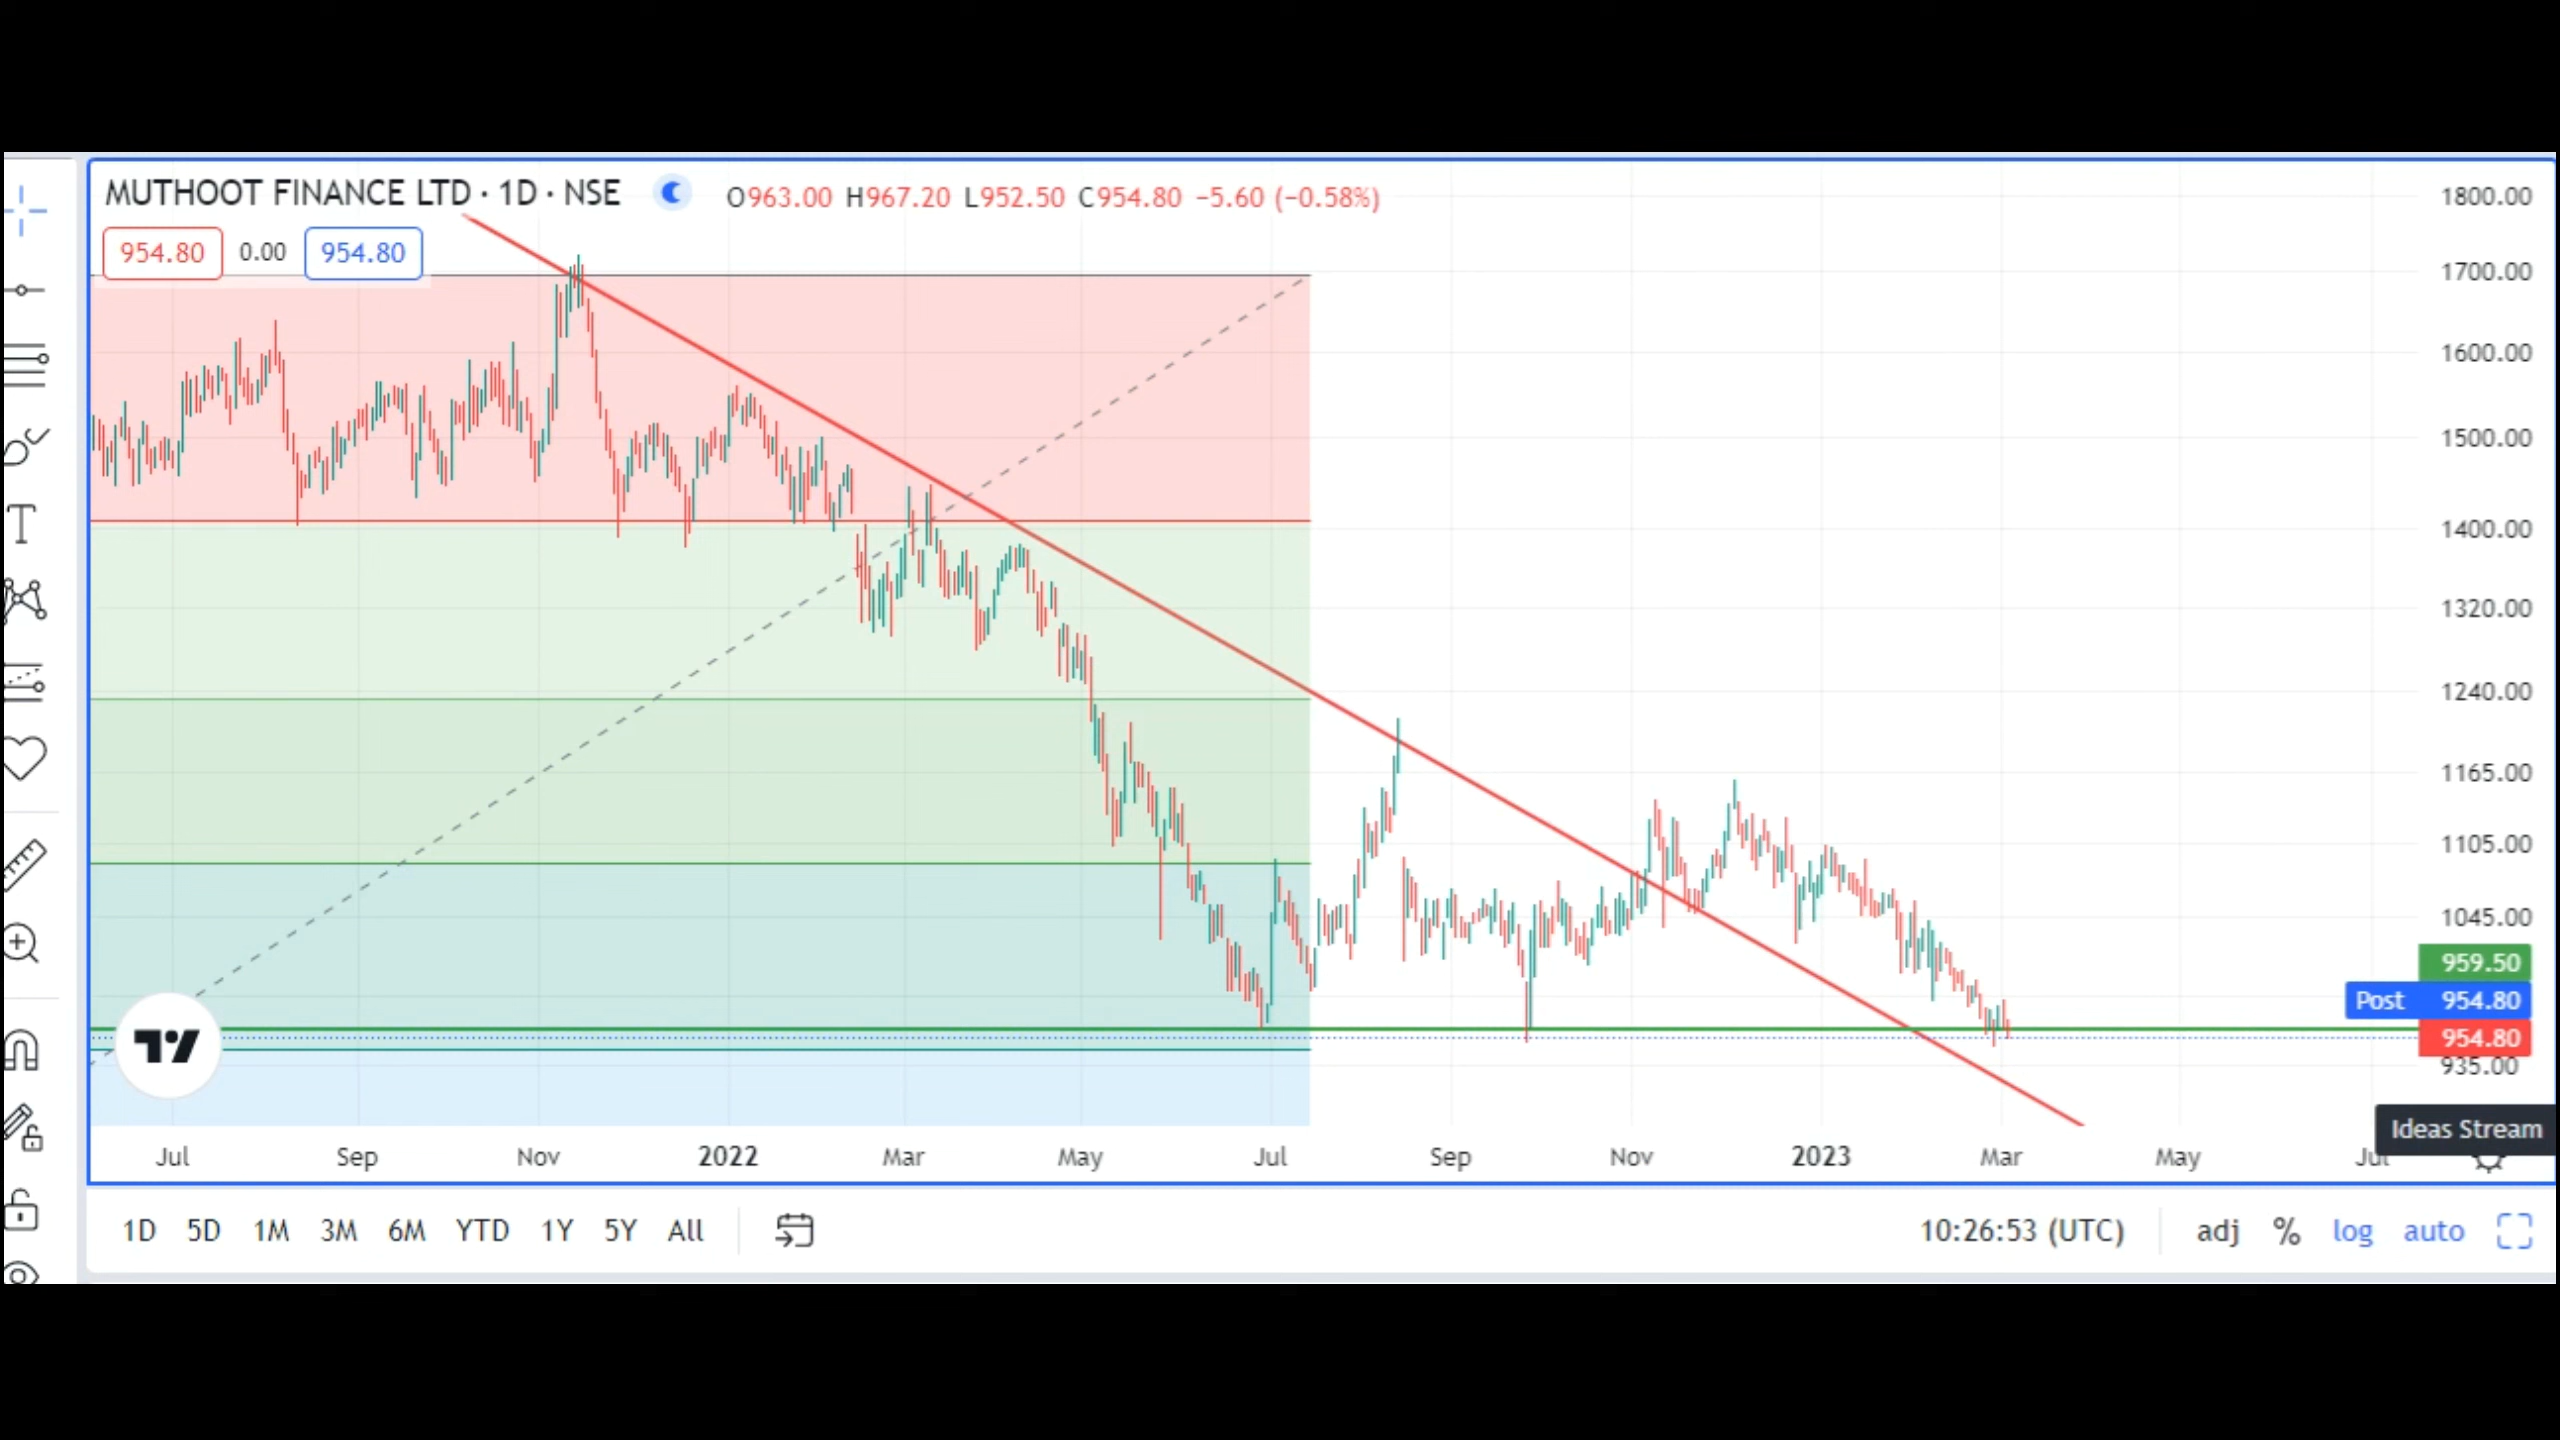 MUTHOOT FINANCE LTD · 1D · NSE O963.00 H967.20 L952.50 C954.80 −5.60 (−0.58%)
954.80 0.00 954.80
1800.00
1700.00
1600.00
1500.00
1400.00
1320.00
1240.00
1165.00
1105.00
1045.00
959.50
Post 954.80
954.80
935.00
Ideas Stream
Jul Sep Nov 2022 Mar May Jul Sep Nov 2023 Mar May Jul
1D 5D 1M 3M 6M YTD 1Y 5Y All 10:26:53 (UTC) adj % log auto